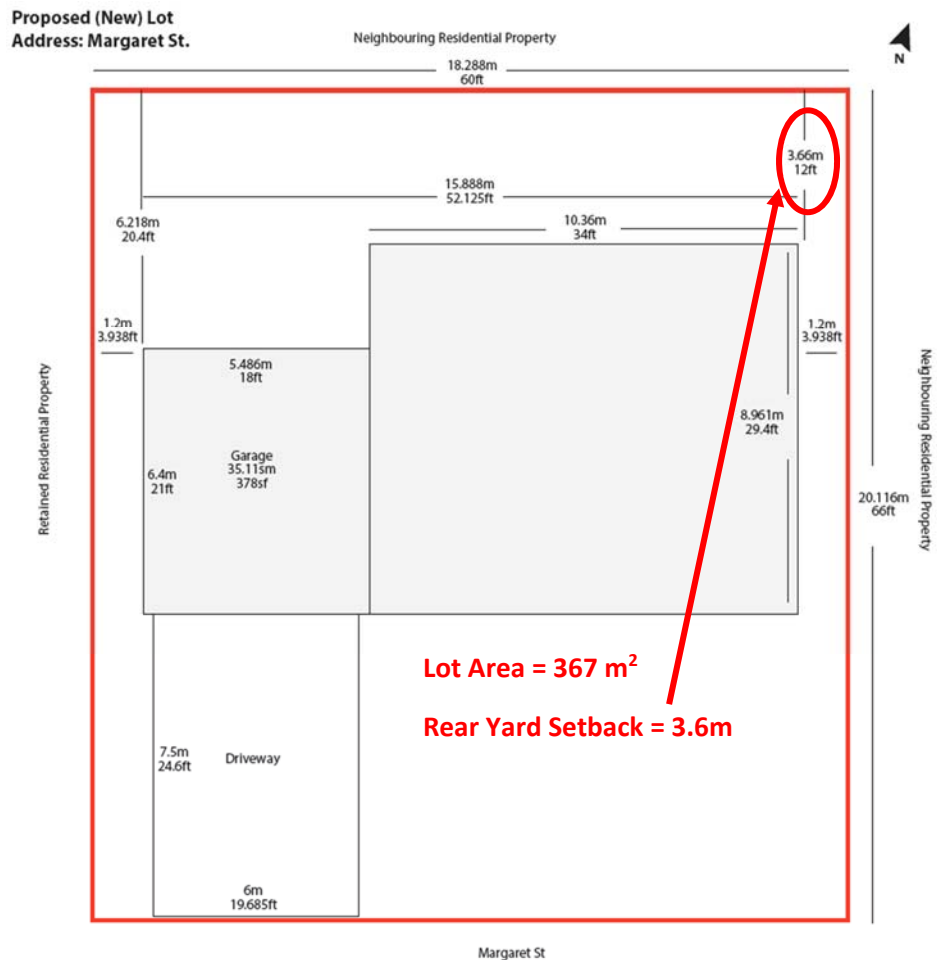 Proposed (New) Lot
Address: Margaret St.
Neighbouring Residential Property
N
18.288m
60ft
3.66m
12ft
15.888m
52.125ft
6.218m
20.4ft
10.36m
34ft
1.2m
3.938ft
1.2m
3.938ft
5.486m
18ft
Retained Residential Property
Neighbouring Residential Property
8.961m
29.4ft
Garage
35.11sm
378sf
6.4m
21ft
20.116m
66ft
Lot Area = 367 m²
Rear Yard Setback = 3.6m
7.5m
24.6ft
Driveway
6m
19.685ft
Margaret St